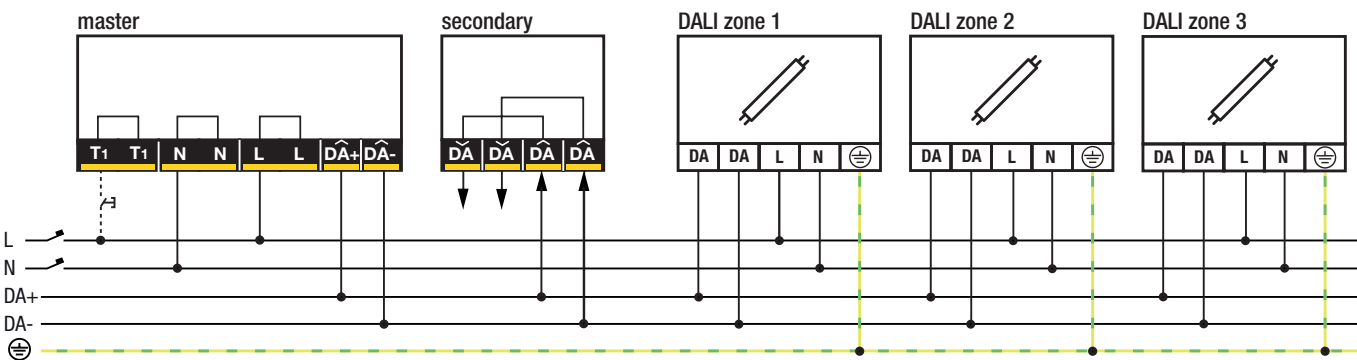 master secondary DALI zone 1 DALI zone 2 DALI zone 3
T1 T1 N N L L DA+ DA- DA DA DA DA DA DA L N DA DA L N DA DA L N
L
N
DA+
DA-